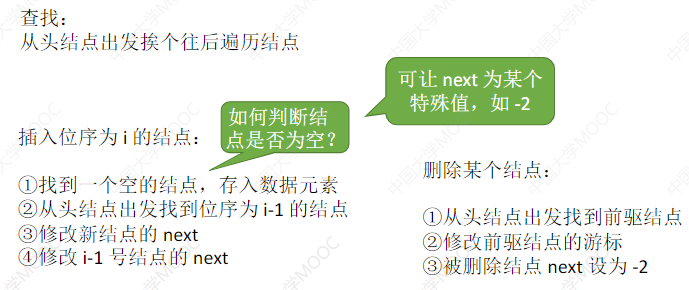 查找：
从头结点出发挨个往后遍历结点
可让 next 为某个
特殊值，如 -2
如何判断结
点是否为空？
插入位序为 i 的结点：
①找到一个空的结点，存入数据元素
②从头结点出发找到位序为 i-1 的结点
③修改新结点的 next
④修改 i-1 号结点的 next
删除某个结点：
①从头结点出发找到前驱结点
②修改前驱结点的游标
③被删除结点 next 设为 -2
中国大学MOOC